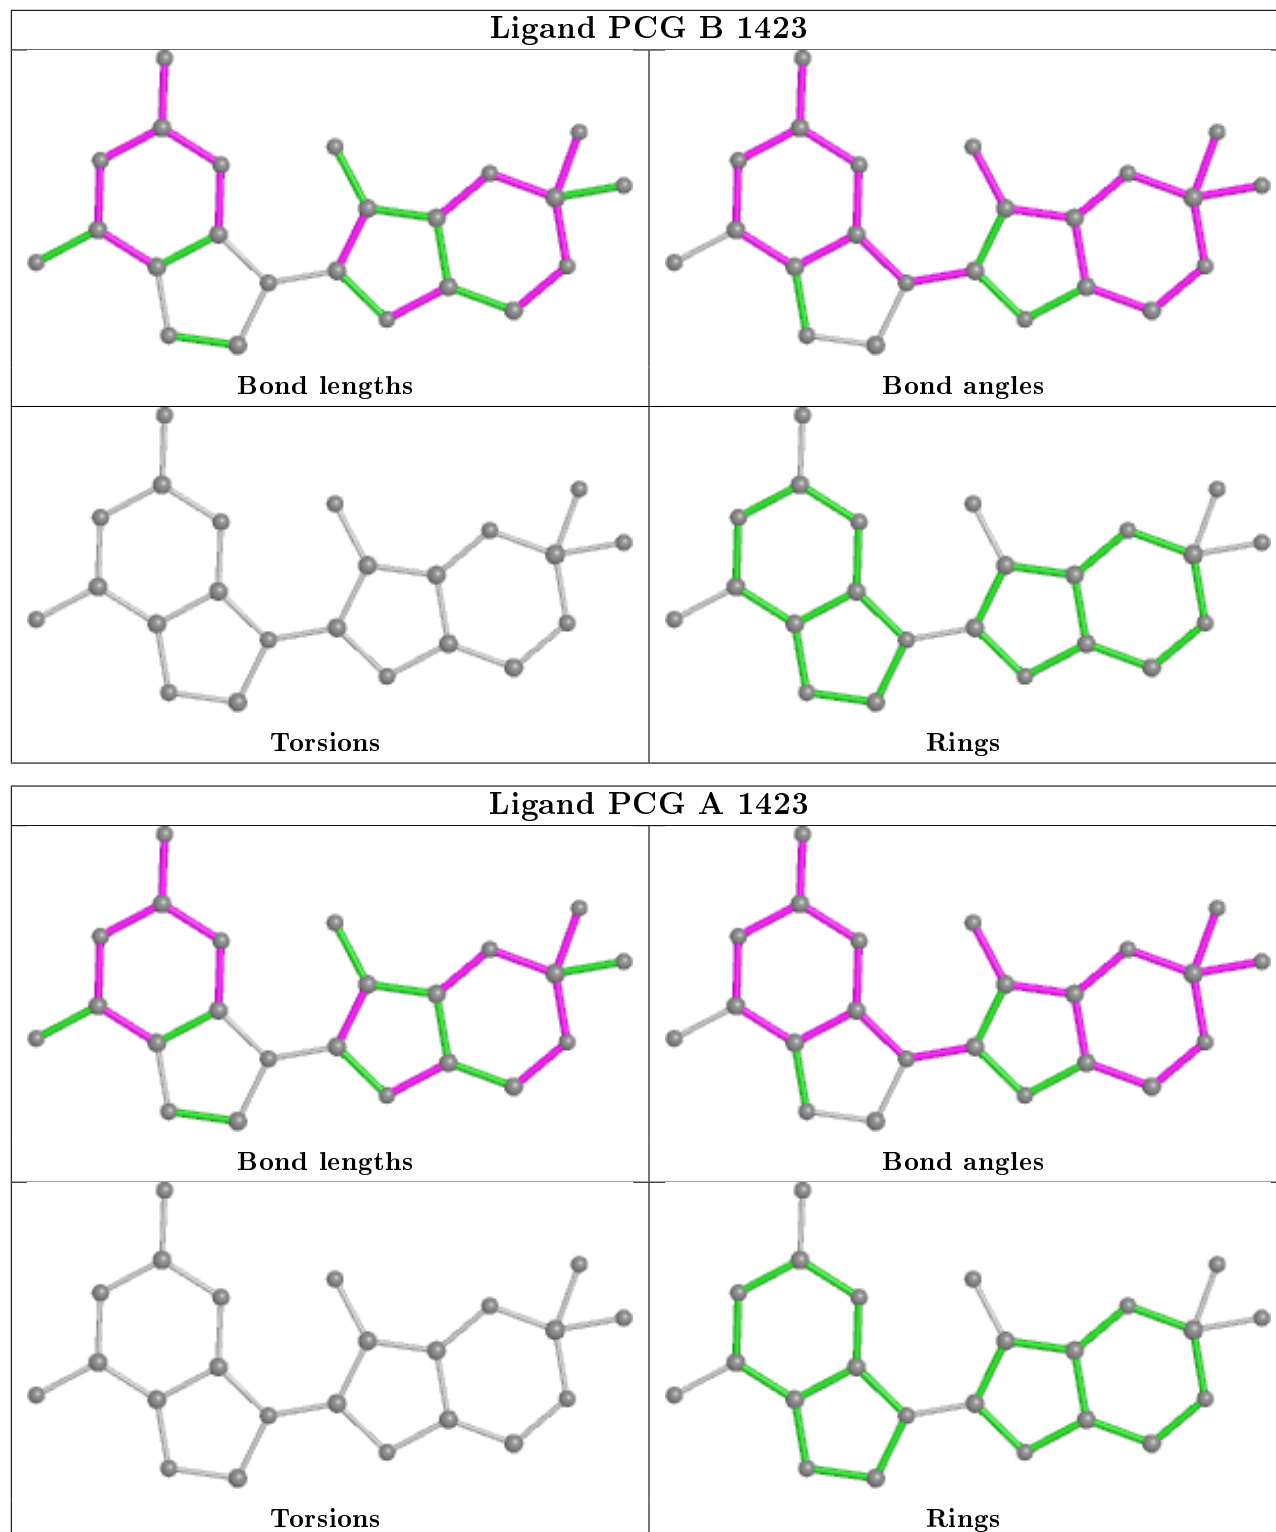 Ligand PCG B 1423
Bond lengths
Bond angles
Torsions
Rings
Ligand PCG A 1423
Bond lengths
Bond angles
Torsions
Rings